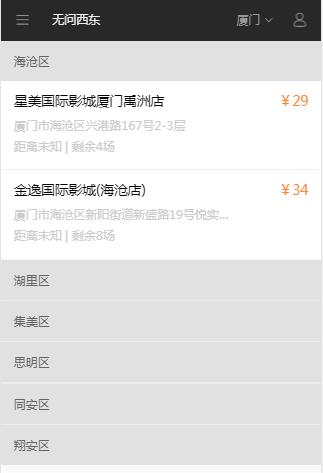 无问西东 厦门
海沧区
星美国际影城厦门禹洲店 ￥29
厦门市海沧区兴港路167号2-3层
距离未知 | 剩余4场
金逸国际影城(海沧店) ￥34
厦门市海沧区新阳街道新盛路19号悦实...
距离未知 | 剩余8场
湖里区
集美区
思明区
同安区
翔安区